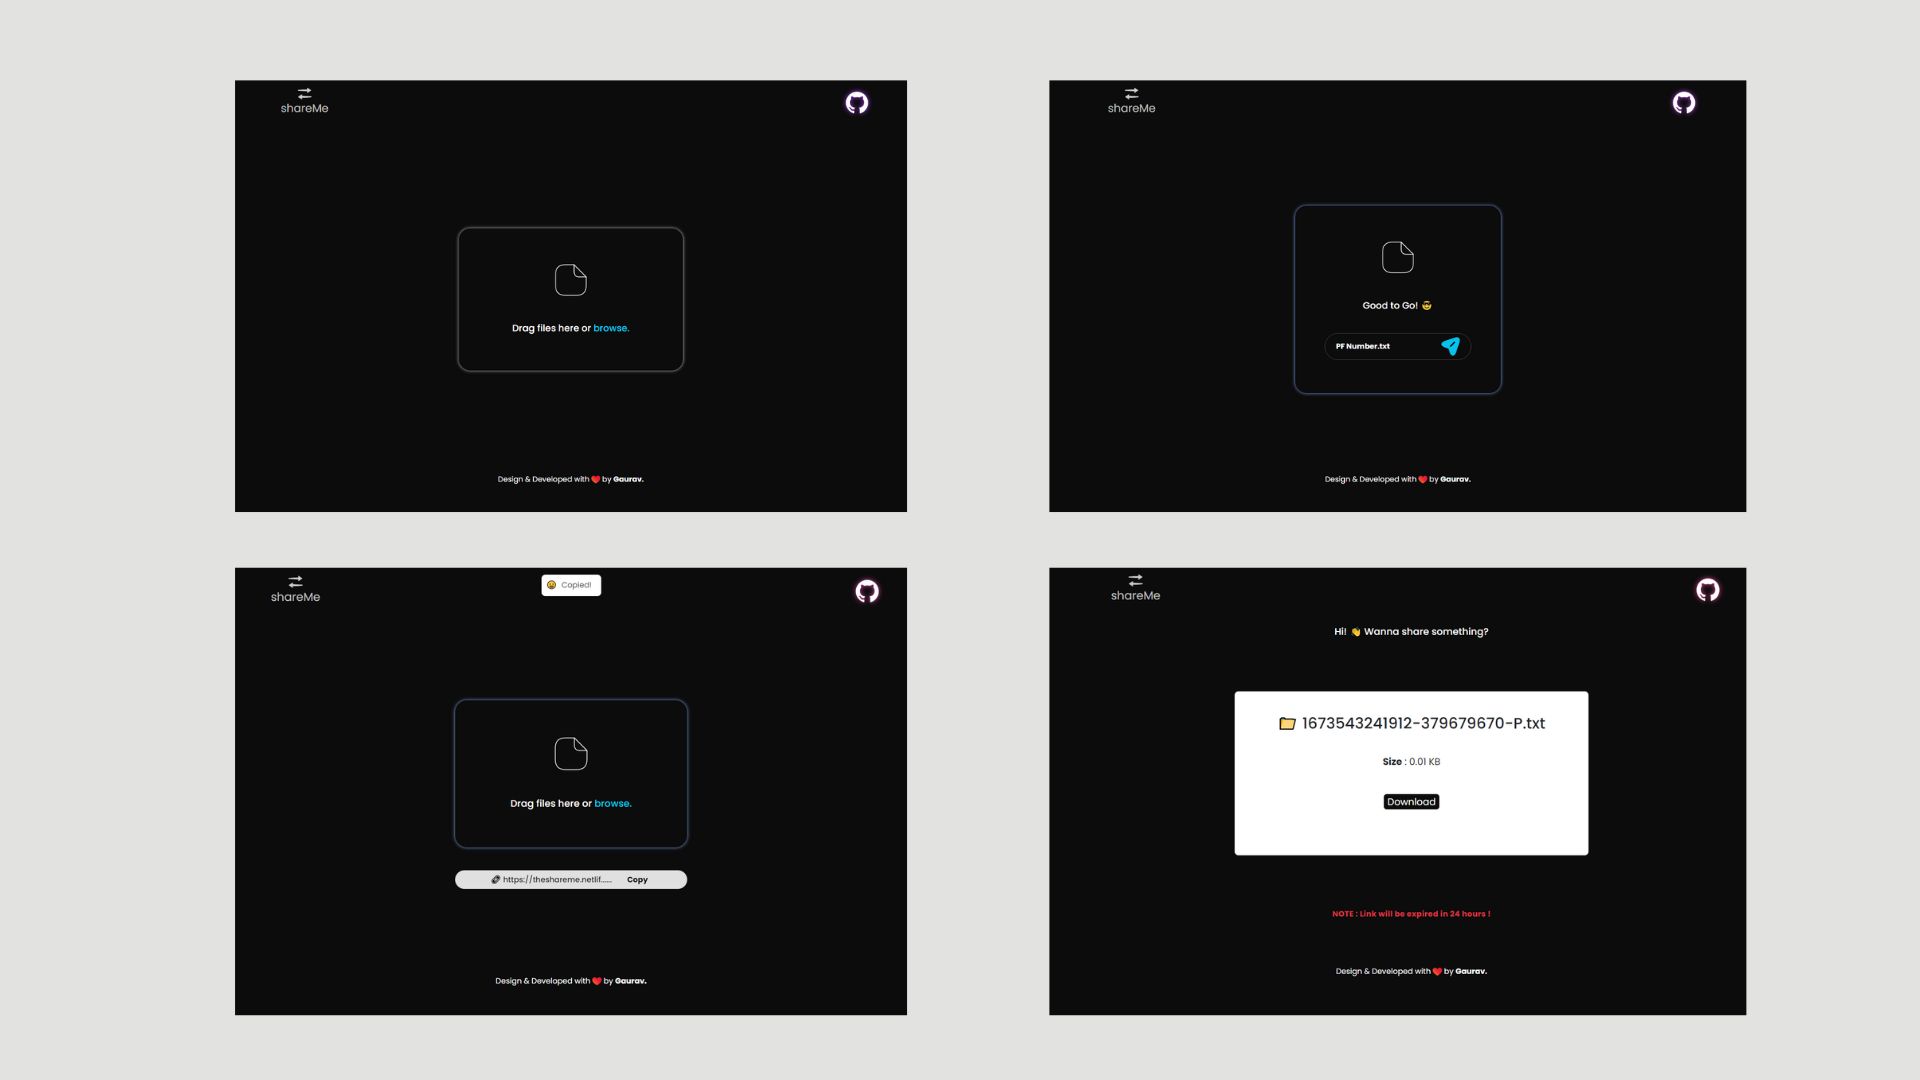 shareMe
Drag files here or browse.
Design & Developed with ❤️ by Gaurav.
shareMe
Good to Go! 🤠
PF Number.txt
Design & Developed with ❤️ by Gaurav.
shareMe
Copied!
Drag files here or browse.
https://theshareme.netlif...... Copy
Design & Developed with ❤️ by Gaurav.
shareMe
Hi! 👋 Wanna share something?
1673543241912-379679670-P.txt
Size : 0.01 KB
Download
NOTE : Link will be expired in 24 hours !
Design & Developed with ❤️ by Gaurav.